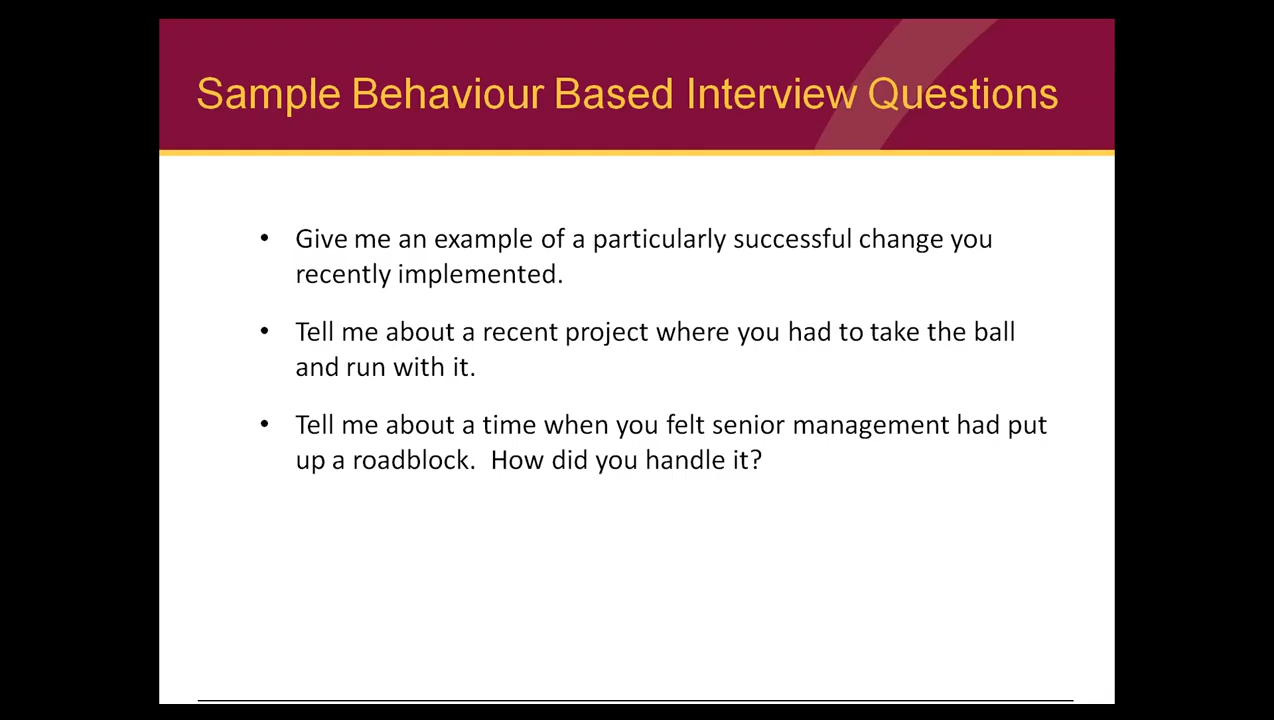 Sample Behaviour Based Interview Questions
• Give me an example of a particularly successful change you
recently implemented.
• Tell me about a recent project where you had to take the ball
and run with it.
• Tell me about a time when you felt senior management had put
up a roadblock.  How did you handle it?